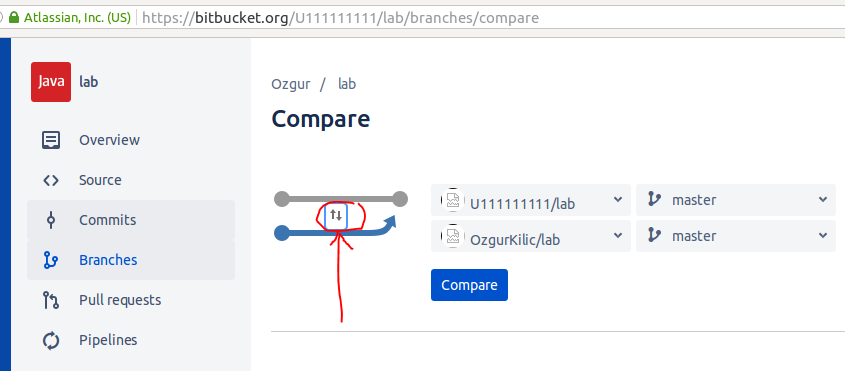 Atlassian, Inc. (US) https://bitbucket.org/U111111111/lab/branches/compare
Java lab
Overview
Source
Commits
Branches
Pull requests
Pipelines
Ozgur / lab
Compare
U111111111/lab master
OzgurKilic/lab master
Compare